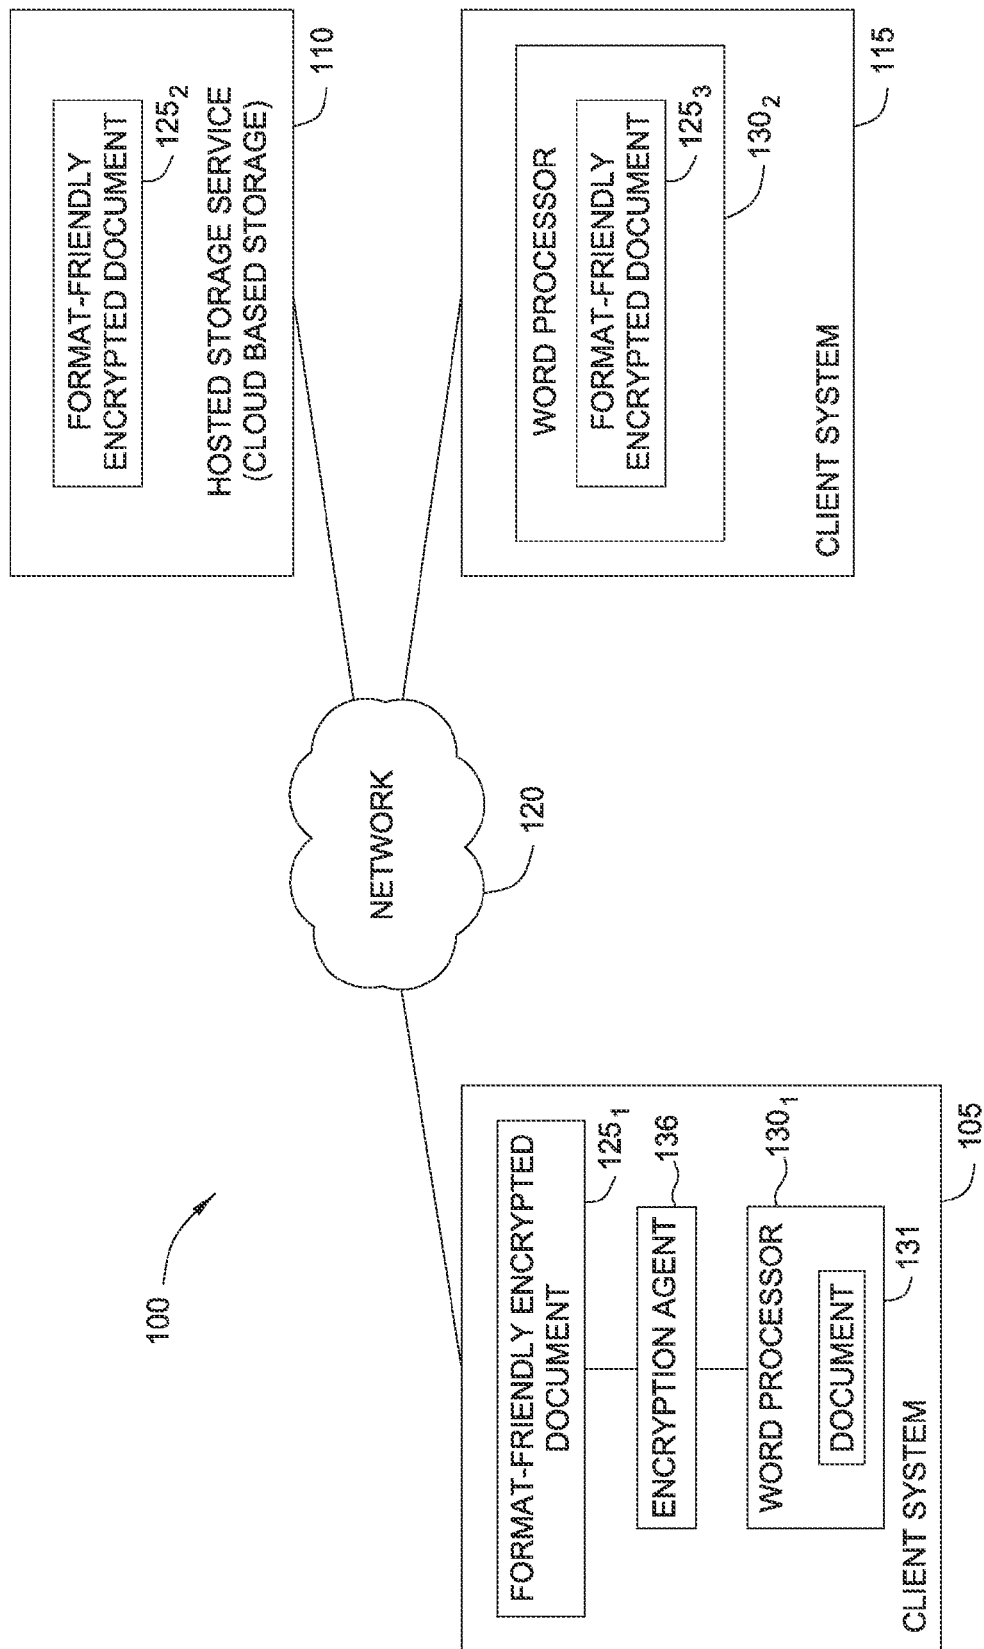 100
FORMAT-FRIENDLY ENCRYPTED
DOCUMENT
125₁
ENCRYPTION AGENT
136
WORD PROCESSOR
130₁
DOCUMENT
131
CLIENT SYSTEM
105
NETWORK
120
FORMAT-FRIENDLY
ENCRYPTED DOCUMENT
125₂
HOSTED STORAGE SERVICE
(CLOUD BASED STORAGE)
110
WORD PROCESSOR
FORMAT-FRIENDLY
ENCRYPTED DOCUMENT
125₃
130₂
CLIENT SYSTEM
115